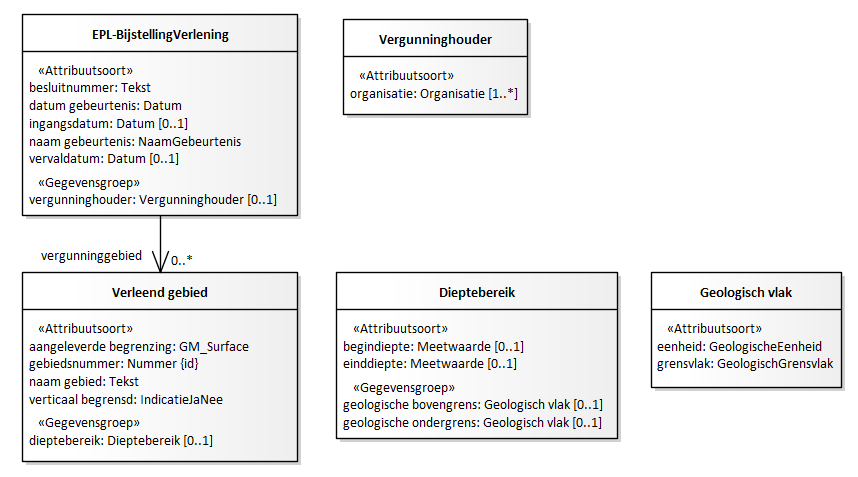 EPL-BijstellingVerlening
«Attribuutsoort»
besluitnummer: Tekst
datum gebeurtenis: Datum
ingangsdatum: Datum [0..1]
naam gebeurtenis: NaamGebeurtenis
vervaldatum: Datum [0..1]
«Gegevensgroep»
vergunninghouder: Vergunninghouder [0..1]
Vergunninghouder
«Attribuutsoort»
organisatie: Organisatie [1..*]
vergunninggebied
0..*
Verleend gebied
«Attribuutsoort»
aangeleverde begrenzing: GM_Surface
gebiedsnummer: Nummer {id}
naam gebied: Tekst
verticaal begrensd: IndicatieJaNee
«Gegevensgroep»
dieptebereik: Dieptebereik [0..1]
Dieptebereik
«Attribuutsoort»
begindiepte: Meetwaarde [0..1]
einddiepte: Meetwaarde [0..1]
«Gegevensgroep»
geologische bovengrens: Geologisch vlak [0..1]
geologische ondergrens: Geologisch vlak [0..1]
Geologisch vlak
«Attribuutsoort»
eenheid: GeologischeEenheid
grensvlak: GeologischGrensvlak